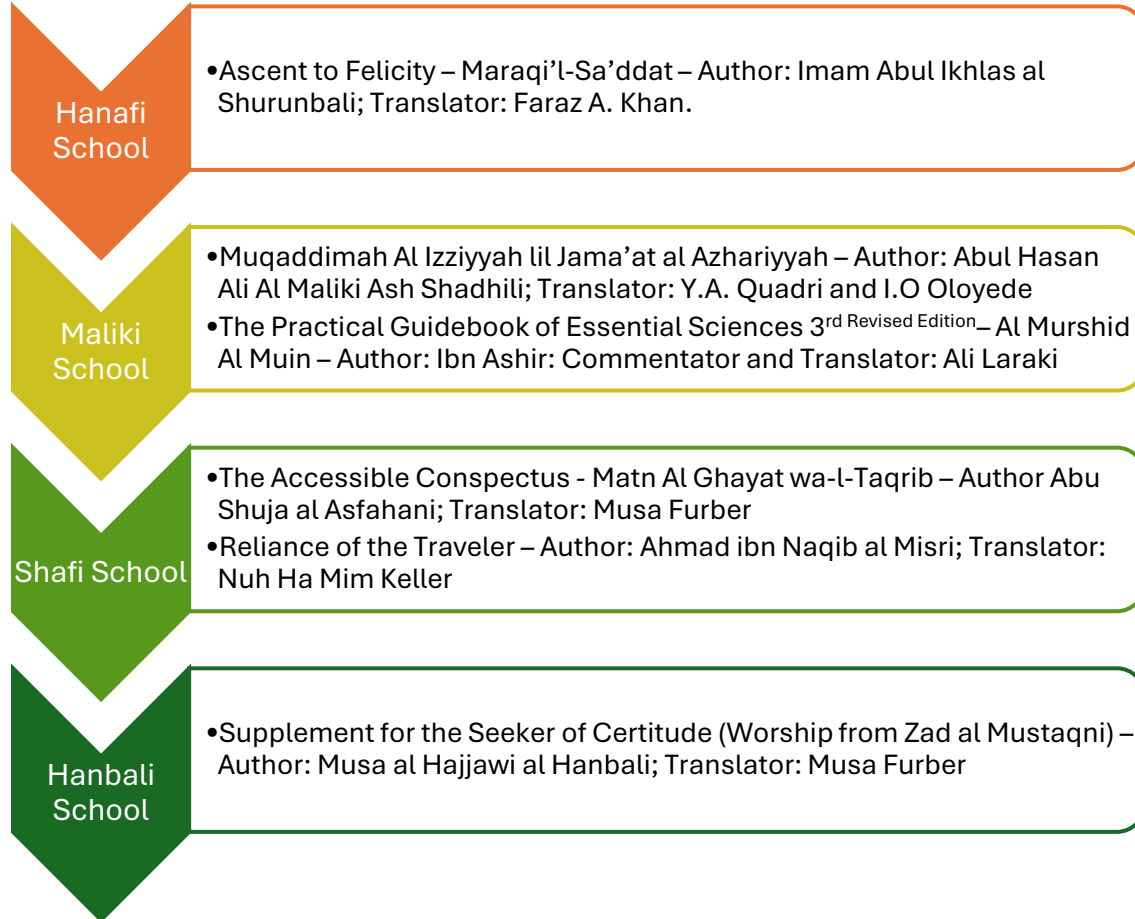 Hanafi
School
•Ascent to Felicity – Maraqi’l-Sa’ddat – Author: Imam Abul Ikhlas al
Shurunbali; Translator: Faraz A. Khan.
Maliki
School
•Muqaddimah Al Izziyyah lil Jama’at al Azhariyyah – Author: Abul Hasan
Ali Al Maliki Ash Shadhili; Translator: Y.A. Quadri and I.O Oloyede
•The Practical Guidebook of Essential Sciences 3rd Revised Edition– Al Murshid
Al Muin – Author: Ibn Ashir: Commentator and Translator: Ali Laraki
Shafi School
•The Accessible Conspectus - Matn Al Ghayat wa-l-Taqrib – Author Abu
Shuja al Asfahani; Translator: Musa Furber
•Reliance of the Traveler – Author: Ahmad ibn Naqib al Misri; Translator:
Nuh Ha Mim Keller
Hanbali
School
•Supplement for the Seeker of Certitude (Worship from Zad al Mustaqni) –
Author: Musa al Hajjawi al Hanbali; Translator: Musa Furber